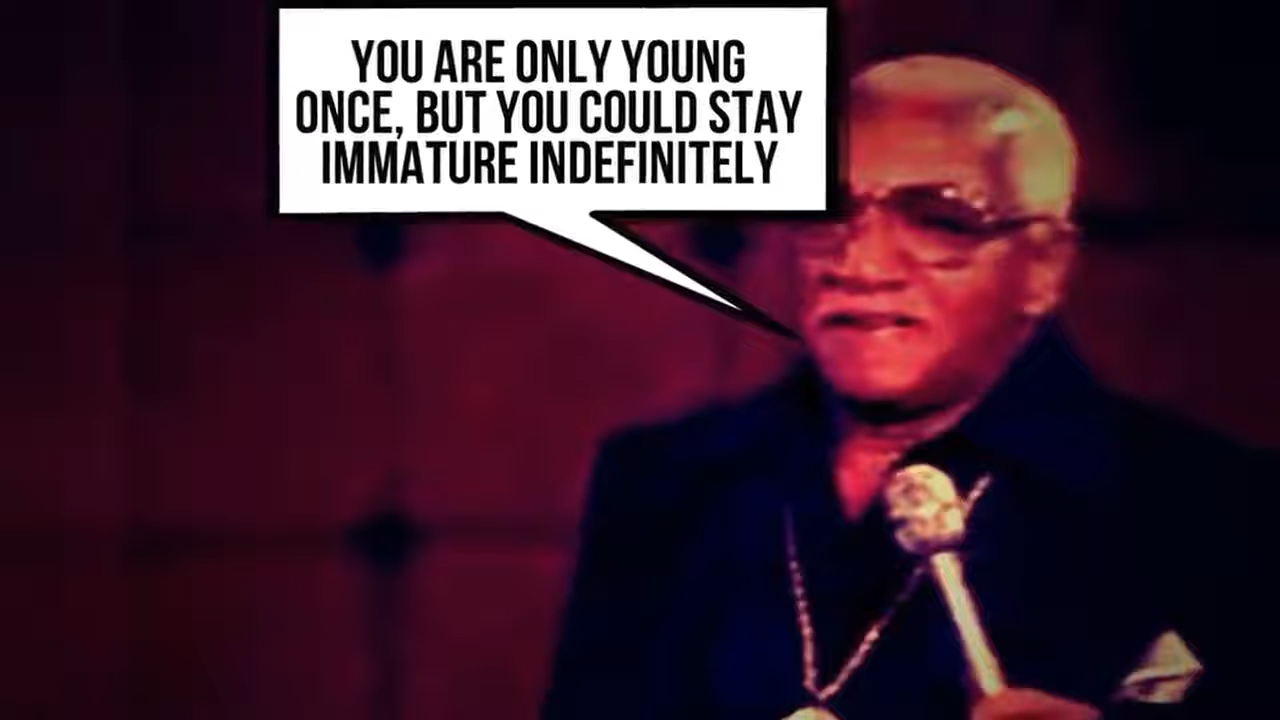 YOU ARE ONLY YOUNG
ONCE, BUT YOU COULD STAY
IMMATURE INDEFINITELY